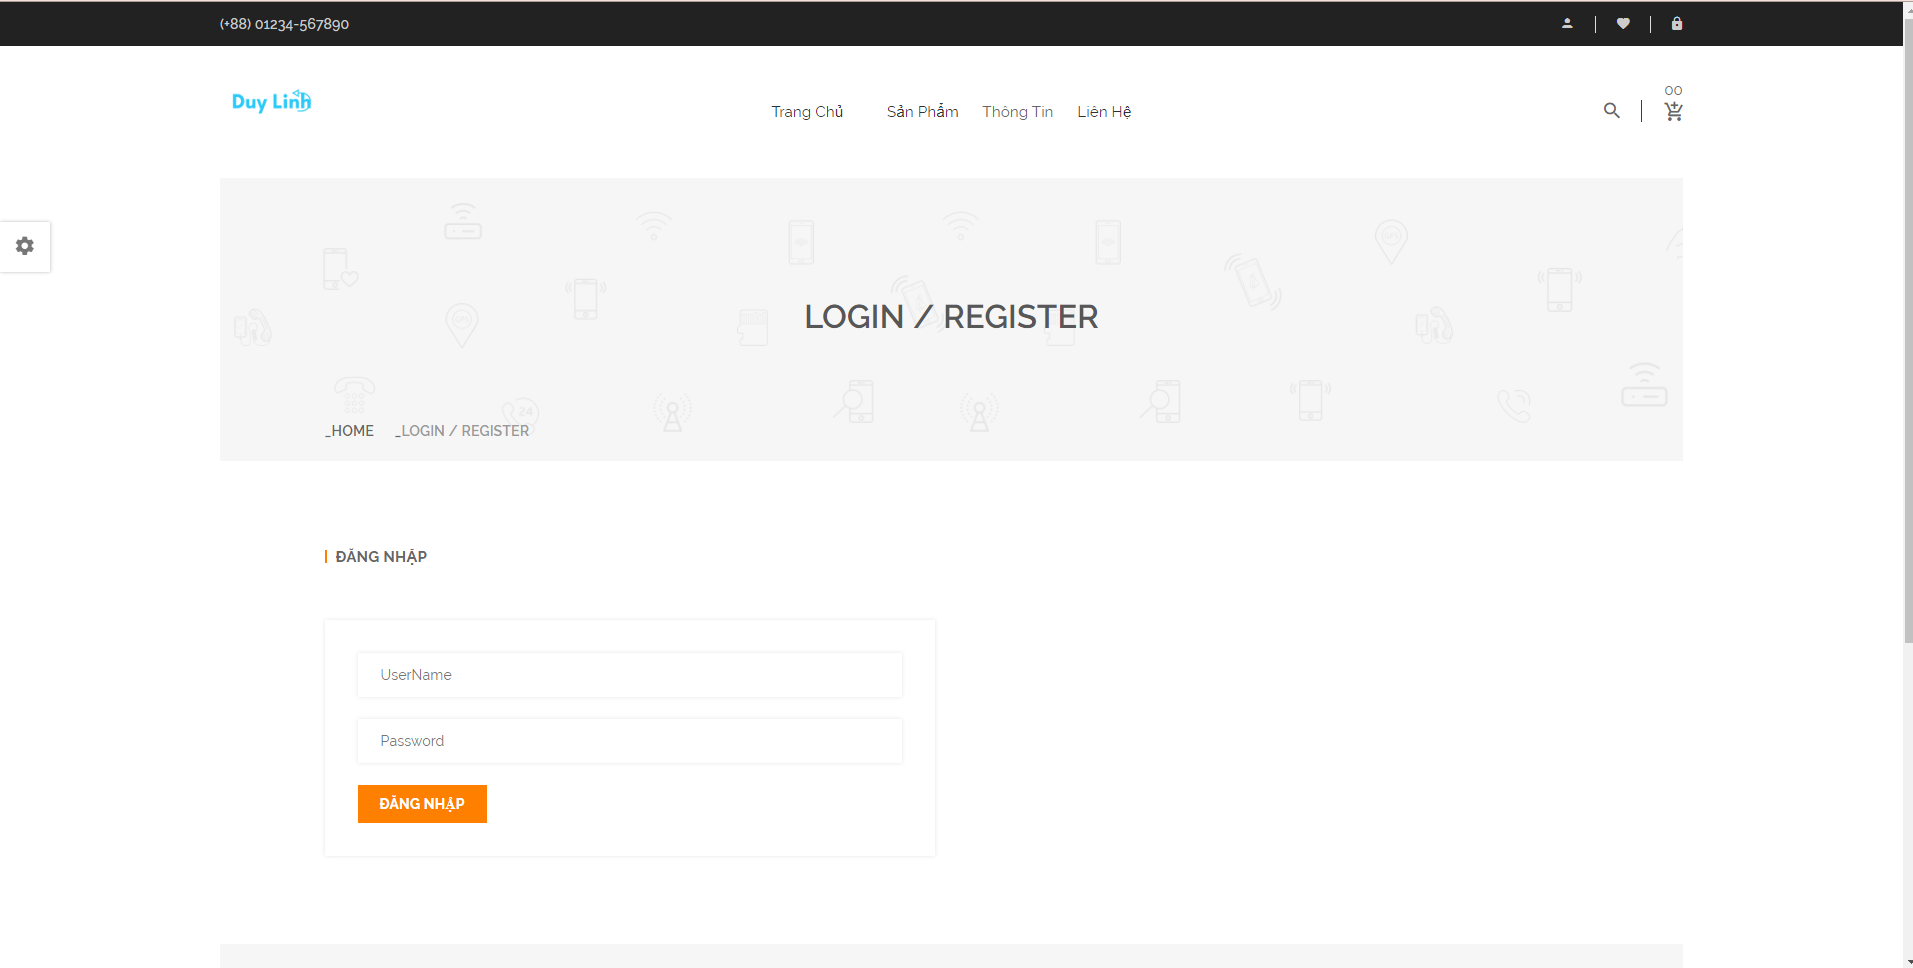 (+88) 01234-567890
00
Duy Linh
Trang Chủ Sản Phẩm Thông Tin Liên Hệ
LOGIN / REGISTER
24
_HOME _LOGIN / REGISTER
ĐĂNG NHẬP
UserName
Password
ĐĂNG NHẬP